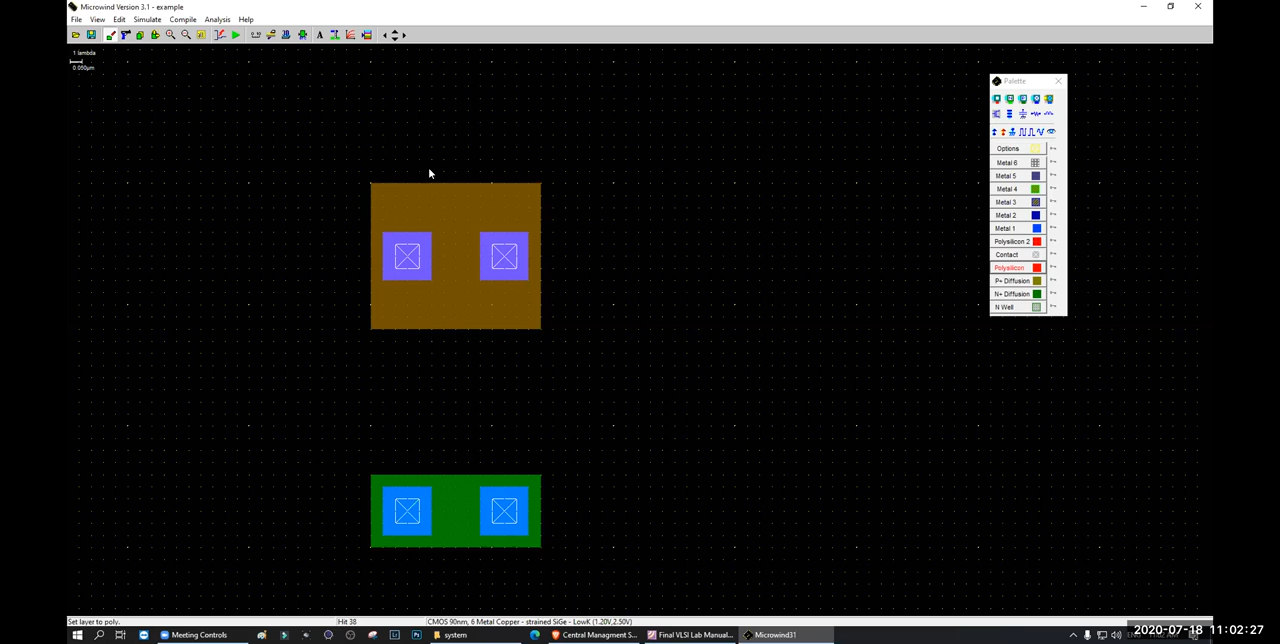 Microwind Version 3.1 - example
File View Edit Simulate Compile Analysis Help
1 lambda
0.050µm
Palette
Options
Metal 6
Metal 5
Metal 4
Metal 3
Metal 2
Metal 1
Polysilicon 2
Contact
Polysilicon
P+ Diffusion
N+ Diffusion
N Well
Set layer to poly. Hit 38 CMOS 90nm, 6 Metal Copper - strained SiGe - LowK (1.20V,2.50V)
Meeting Controls system Central Managment S... Final VLSI Lab Manual... Microwind31
2020-07-18 11:02:27